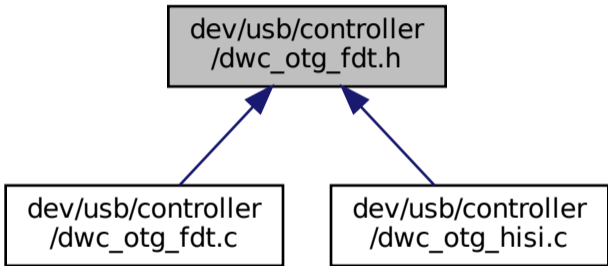 dev/usb/controller
/dwc_otg_fdt.h
dev/usb/controller
/dwc_otg_fdt.c
dev/usb/controller
/dwc_otg_hisi.c